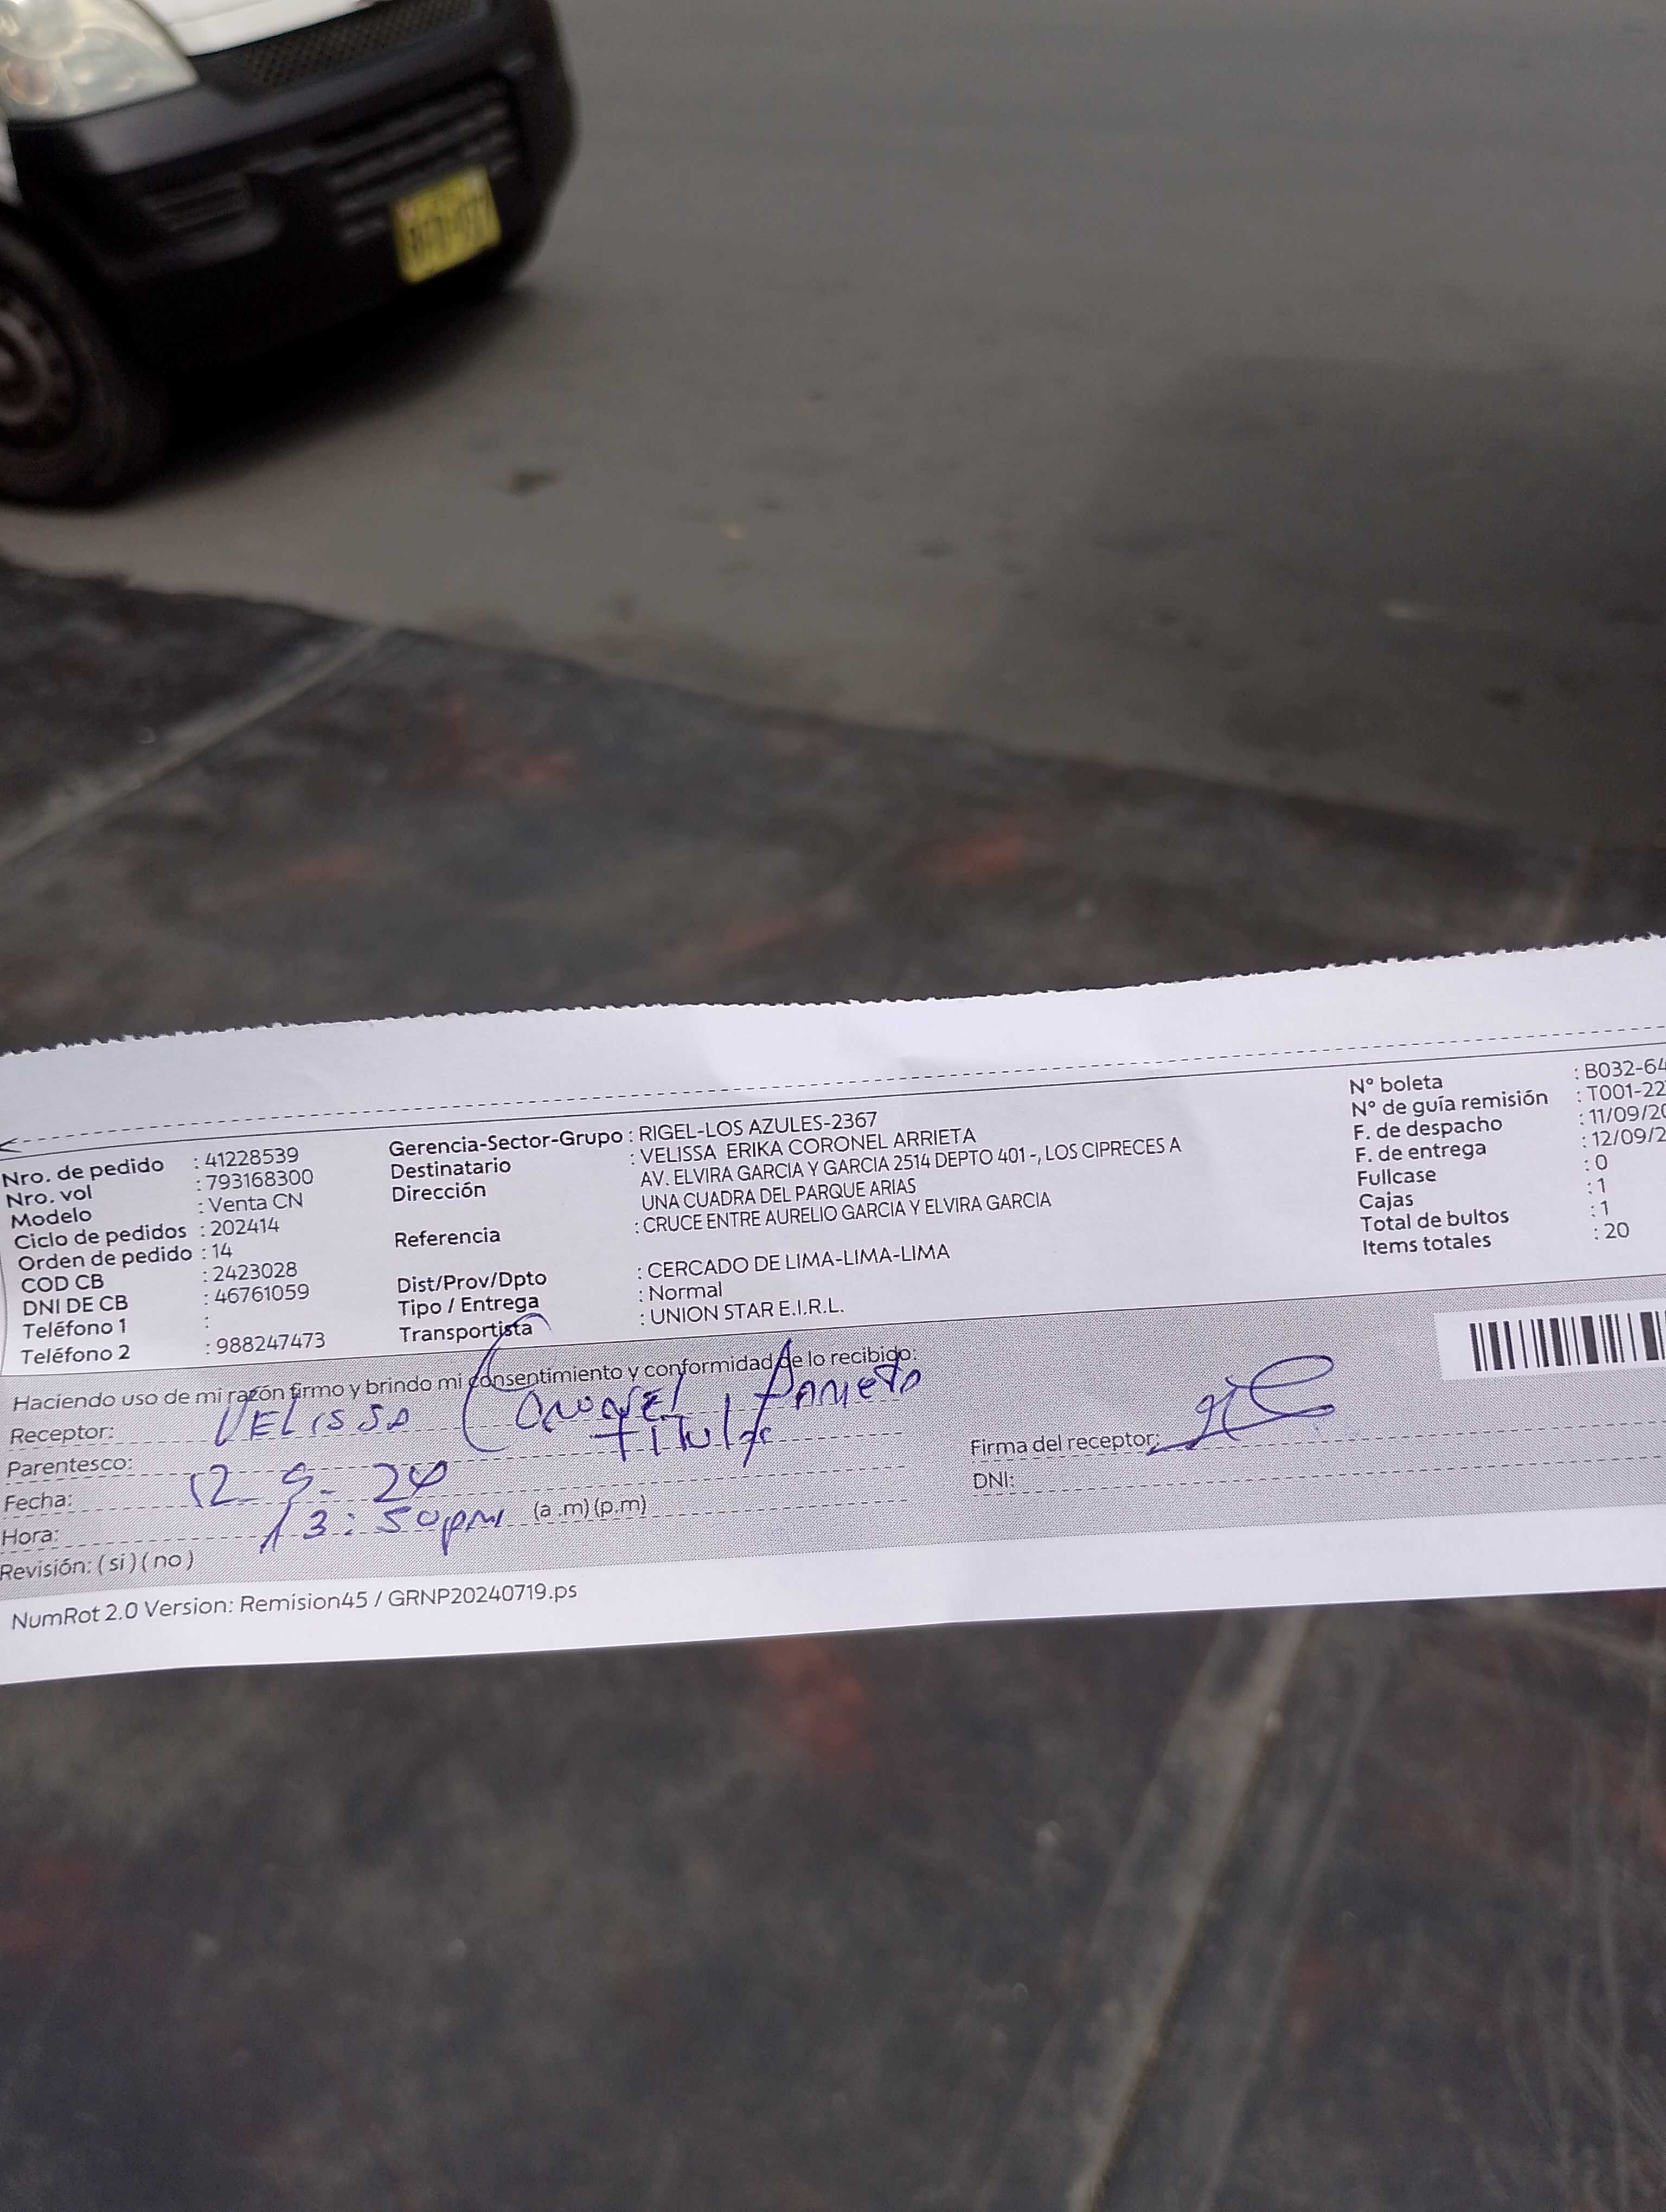 Nro. de pedido : 41228539
Nro. vol : 793168300
Modelo : Venta CN
Ciclo de pedidos : 202414
Orden de pedido : 14
COD CB : 2423028
DNI DE CB : 46761059
Teléfono 1 :
Teléfono 2 : 988247473
Gerencia-Sector-Grupo : RIGEL-LOS AZULES-2367
Destinatario : VELISSA ERIKA CORONEL ARRIETA
Dirección AV. ELVIRA GARCIA Y GARCIA 2514 DEPTO 401 -, LOS CIPRECES A
UNA CUADRA DEL PARQUE ARIAS
Referencia : CRUCE ENTRE AURELIO GARCIA Y ELVIRA GARCIA
Dist/Prov/Dpto : CERCADO DE LIMA-LIMA-LIMA
Tipo / Entrega : Normal
Transportista : UNION STAR E.I.R.L.
N° boleta : B032-64
N° de guía remisión : T001-22
F. de despacho : 11/09/20
F. de entrega : 12/09/2
Fullcase : 0
Cajas : 1
Total de bultos : 1
Items totales : 20
Haciendo uso de mi razón firmo y brindo mi consentimiento y conformidad de lo recibido:
Receptor: VELISSA CORONEL ARRIETA
Parentesco: TITULAR
Fecha: 12-9-24
Hora: 13:50pm (a .m) (p.m)
Revisión: ( si ) ( no )
Firma del receptor:
DNI:
NumRot 2.0 Version: Remision45 / GRNP20240719.ps